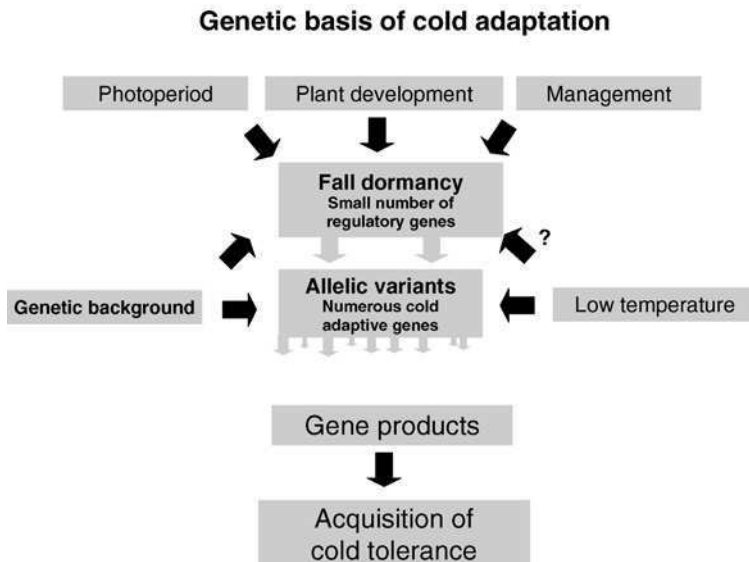 Genetic basis of cold adaptation
Photoperiod
Plant development
Management
Fall dormancy
Small number of
regulatory genes
?
Allelic variants
Numerous cold
adaptive genes
Genetic background
Low temperature
Gene products
Acquisition of
cold tolerance